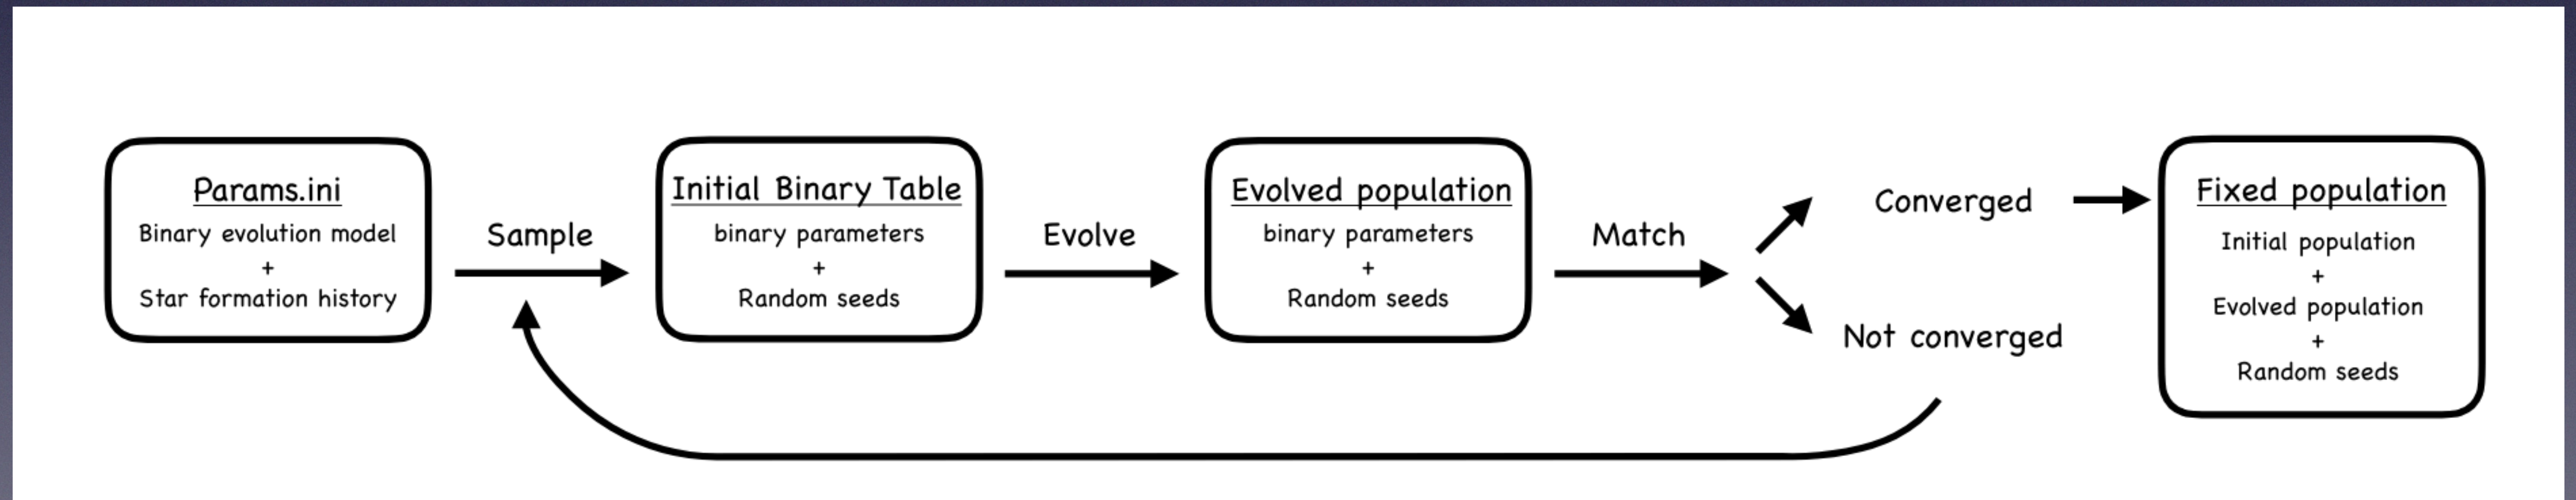 Params.ini
Binary evolution model
+
Star formation history
Sample
Initial Binary Table
binary parameters
+
Random seeds
Evolve
Evolved population
binary parameters
+
Random seeds
Match
Converged
Not converged
Fixed population
Initial population
+
Evolved population
+
Random seeds